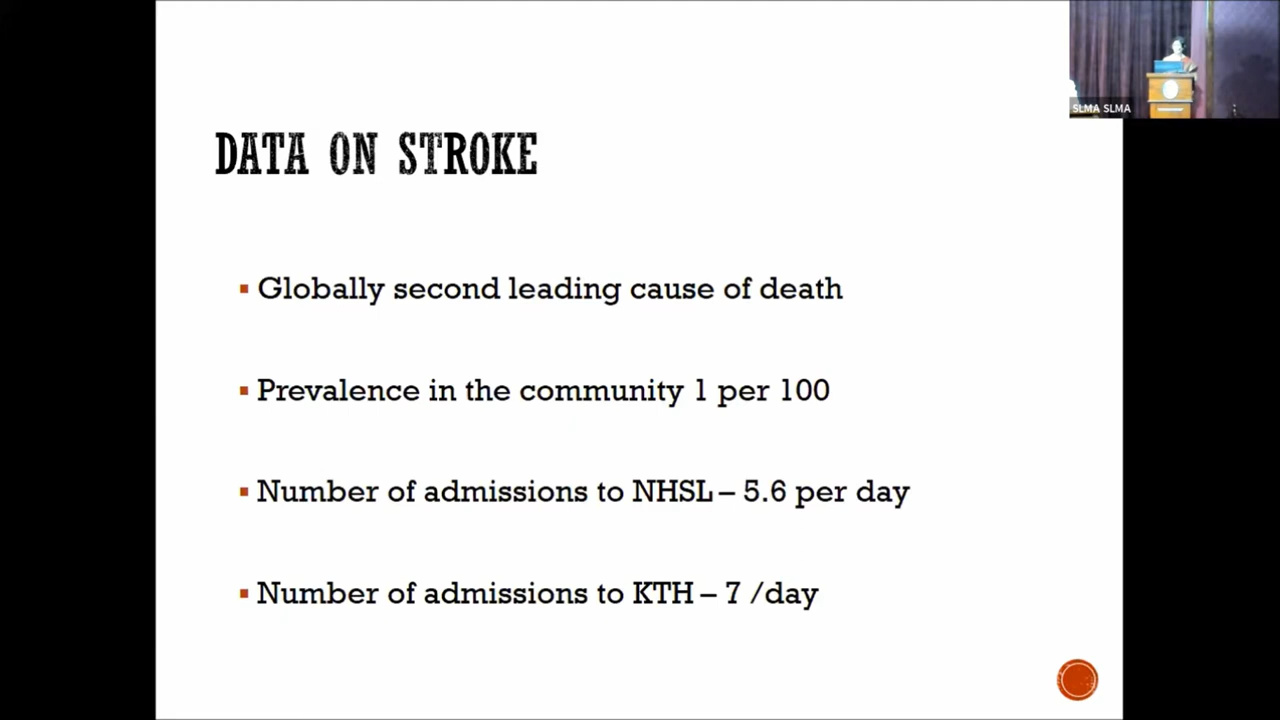 SLMA SLMA
DATA ON STROKE
▪ Globally second leading cause of death
▪ Prevalence in the community 1 per 100
▪ Number of admissions to NHSL – 5.6 per day
▪ Number of admissions to KTH – 7 /day